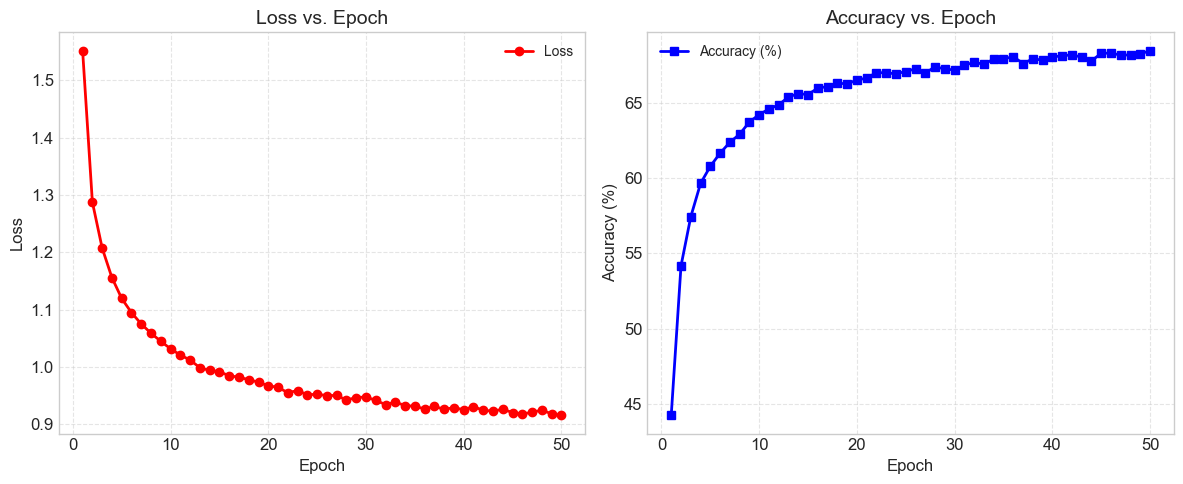 Loss vs. Epoch
Loss
1.5
1.4
1.3
1.2
1.1
1.0
0.9
Loss
0 10 20 30 40 50
Epoch
Accuracy vs. Epoch
Accuracy (%)
65
60
55
50
45
Accuracy (%)
0 10 20 30 40 50
Epoch